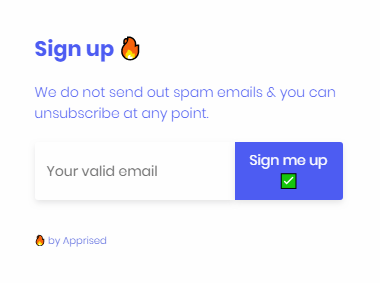 Sign up 🔥
We do not send out spam emails & you can
unsubscribe at any point.
Your valid email
Sign me up
✅
🔥 by Apprised